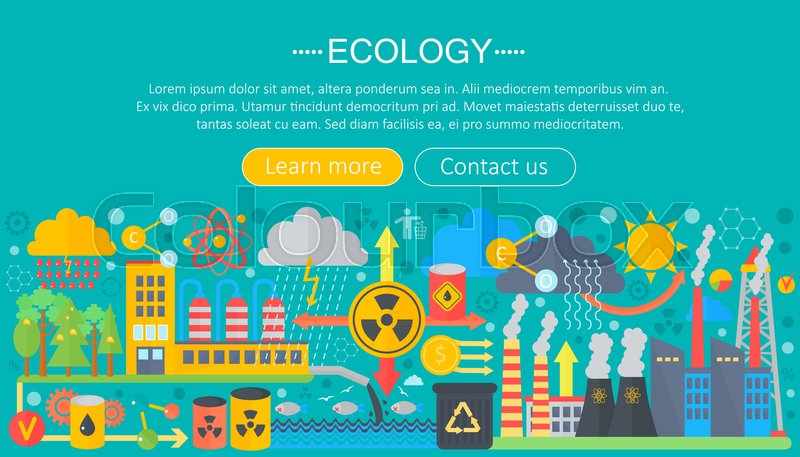 ECOLOGY
Lorem ipsum dolor sit amet, altera ponderum sea in. Alii mediocrem temporibus vim an.
Ex vix dico prima. Utamur tincidunt democritum pri ad. Movet maiestatis deterruisset duo te,
tantas soleat cu eam. Sed diam facilisis ea, ei pro summo mediocritatem.
Learn more
Contact us
colourbox
C O O
C O O
$
V
V
%
%